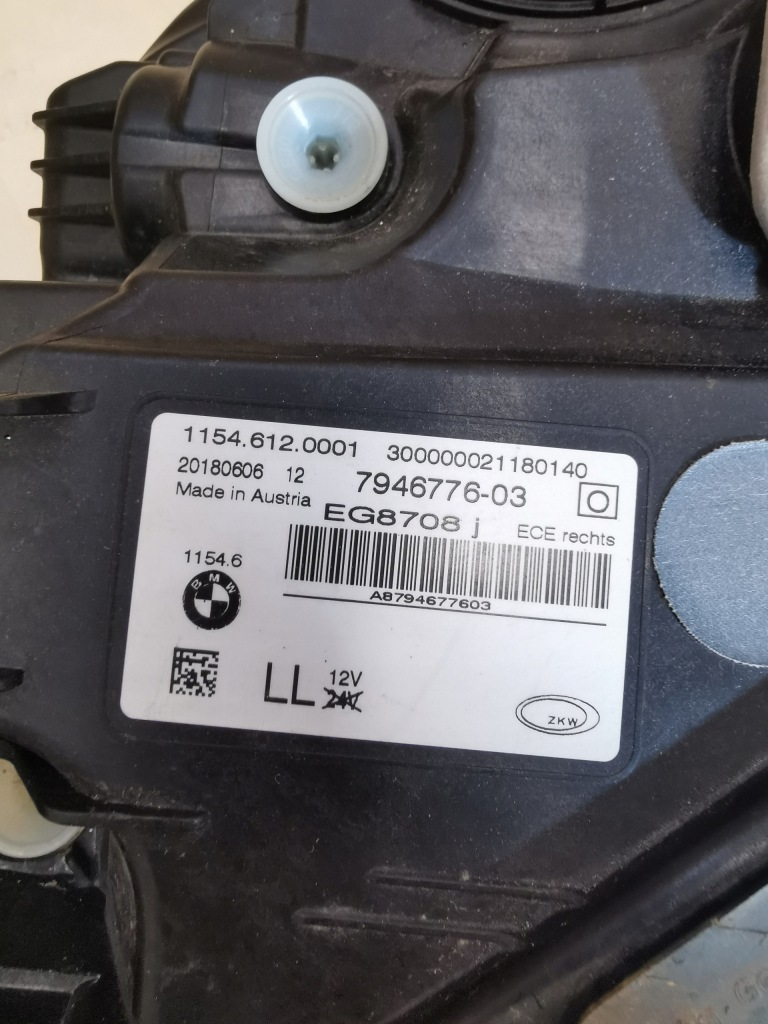 1154.612.0001 300000021180140
20180606 12 7946776-03 O
Made in Austria EG8708 j ECE rechts
1154.6
BMW
A8794677603
LL 12V
24V
ZKW